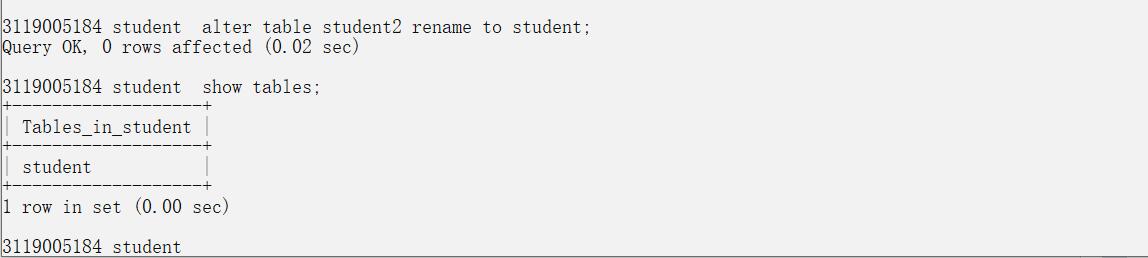 3119005184 student  alter table student2 rename to student;
Query OK, 0 rows affected (0.02 sec)
3119005184 student  show tables;
+-------------------+
| Tables_in_student |
+-------------------+
| student           |
+-------------------+
1 row in set (0.00 sec)
3119005184 student